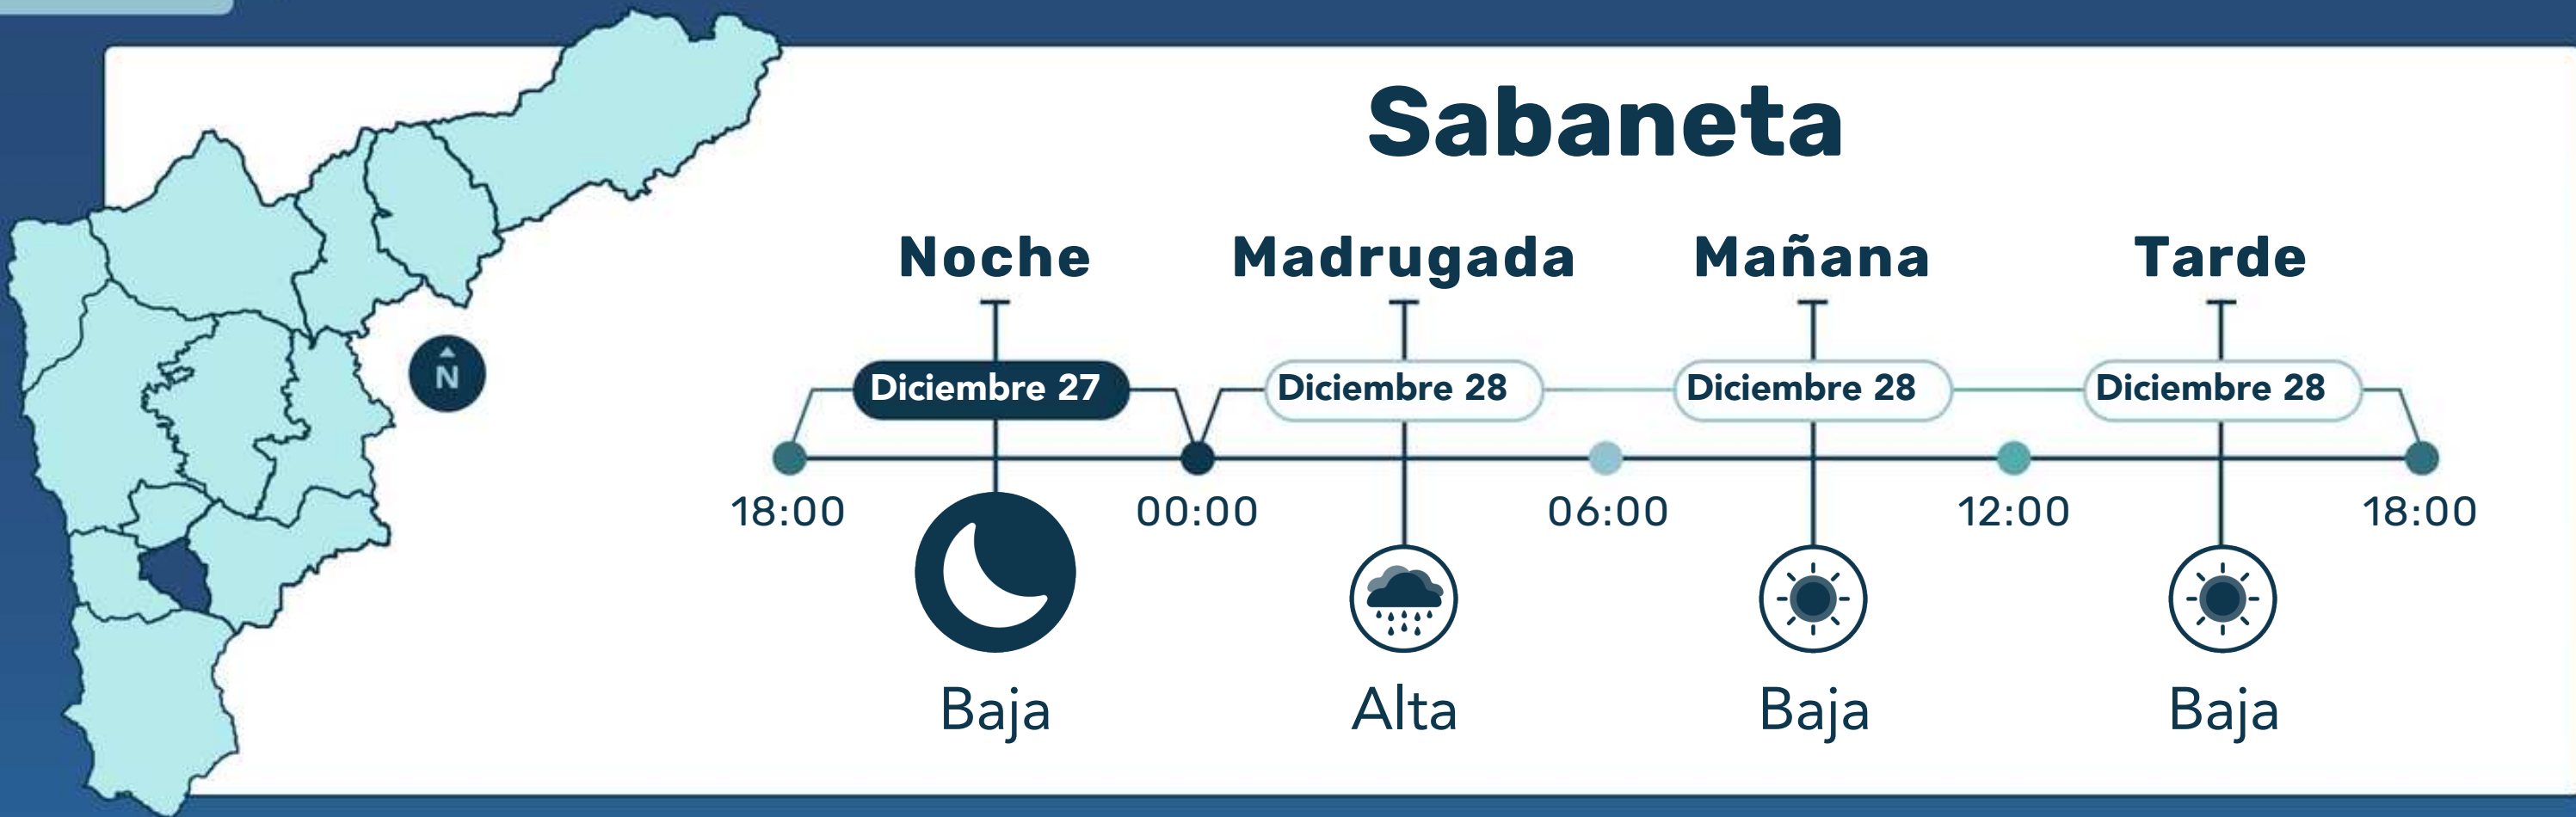 Sabaneta
Noche Madrugada Mañana Tarde
N
Diciembre 27 Diciembre 28 Diciembre 28 Diciembre 28
18:00 00:00 06:00 12:00 18:00
Baja Alta Baja Baja